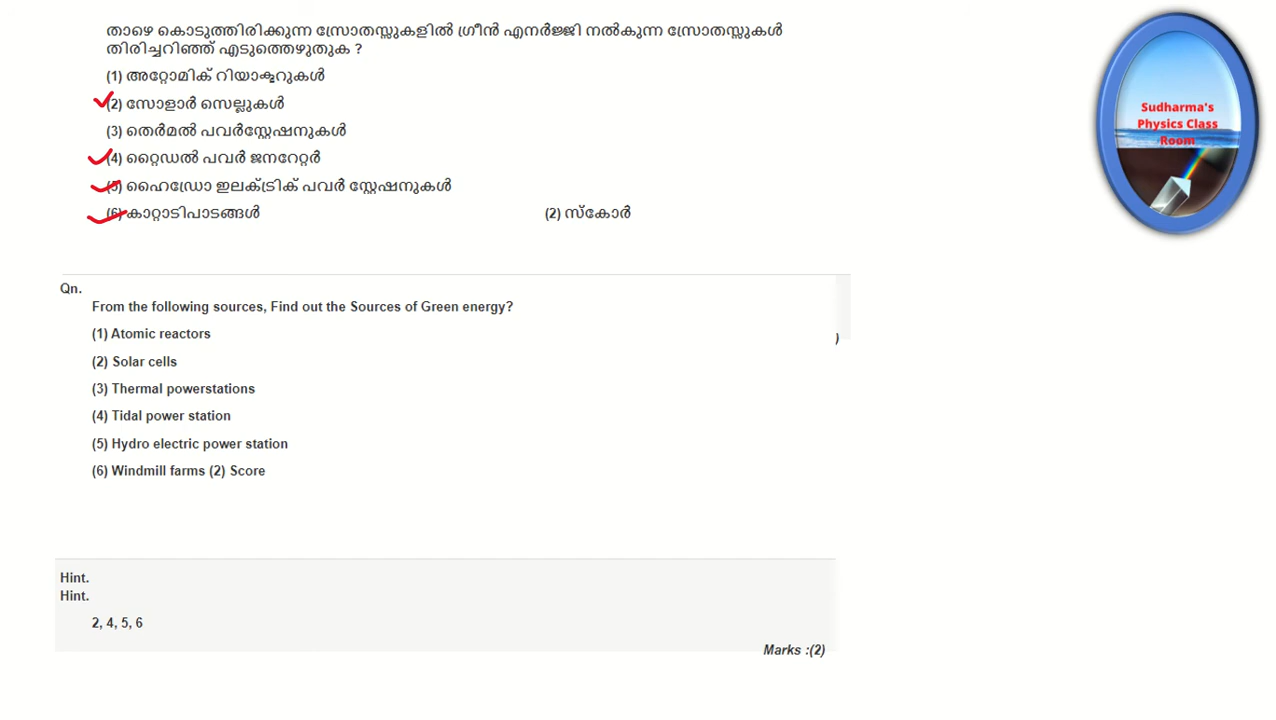 താഴെ കൊടുത്തിരിക്കുന്ന സ്രോതസ്സുകളിൽ ഗ്രീൻ എനർജ്ജി നൽകുന്ന സ്രോതസ്സുകൾ
തിരിച്ചറിഞ്ഞ് എടുത്തെഴുതുക ?
(1) അറ്റോമിക് റിയാക്ടറുകൾ
(2) സോളാർ സെല്ലുകൾ
(3) തെർമൽ പവർസ്റ്റേഷനുകൾ
(4) റ്റൈഡൽ പവർ ജനറേറ്റർ
(5) ഹൈഡ്രോ ഇലക്ട്രിക് പവർ സ്റ്റേഷനുകൾ
(6) കാറ്റാടിപാടങ്ങൾ (2) സ്കോർ
Sudharma's
Physics Class
Room
Qn.
From the following sources, Find out the Sources of Green energy?
)
(1) Atomic reactors
(2) Solar cells
(3) Thermal powerstations
(4) Tidal power station
(5) Hydro electric power station
(6) Windmill farms (2) Score
Hint.
Hint.
2, 4, 5, 6
Marks :(2)